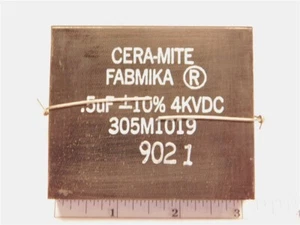 CERA-MITE
FABMIKA ®
.5uF ±10% 4KVDC
305M1019
902 1
1 2 3